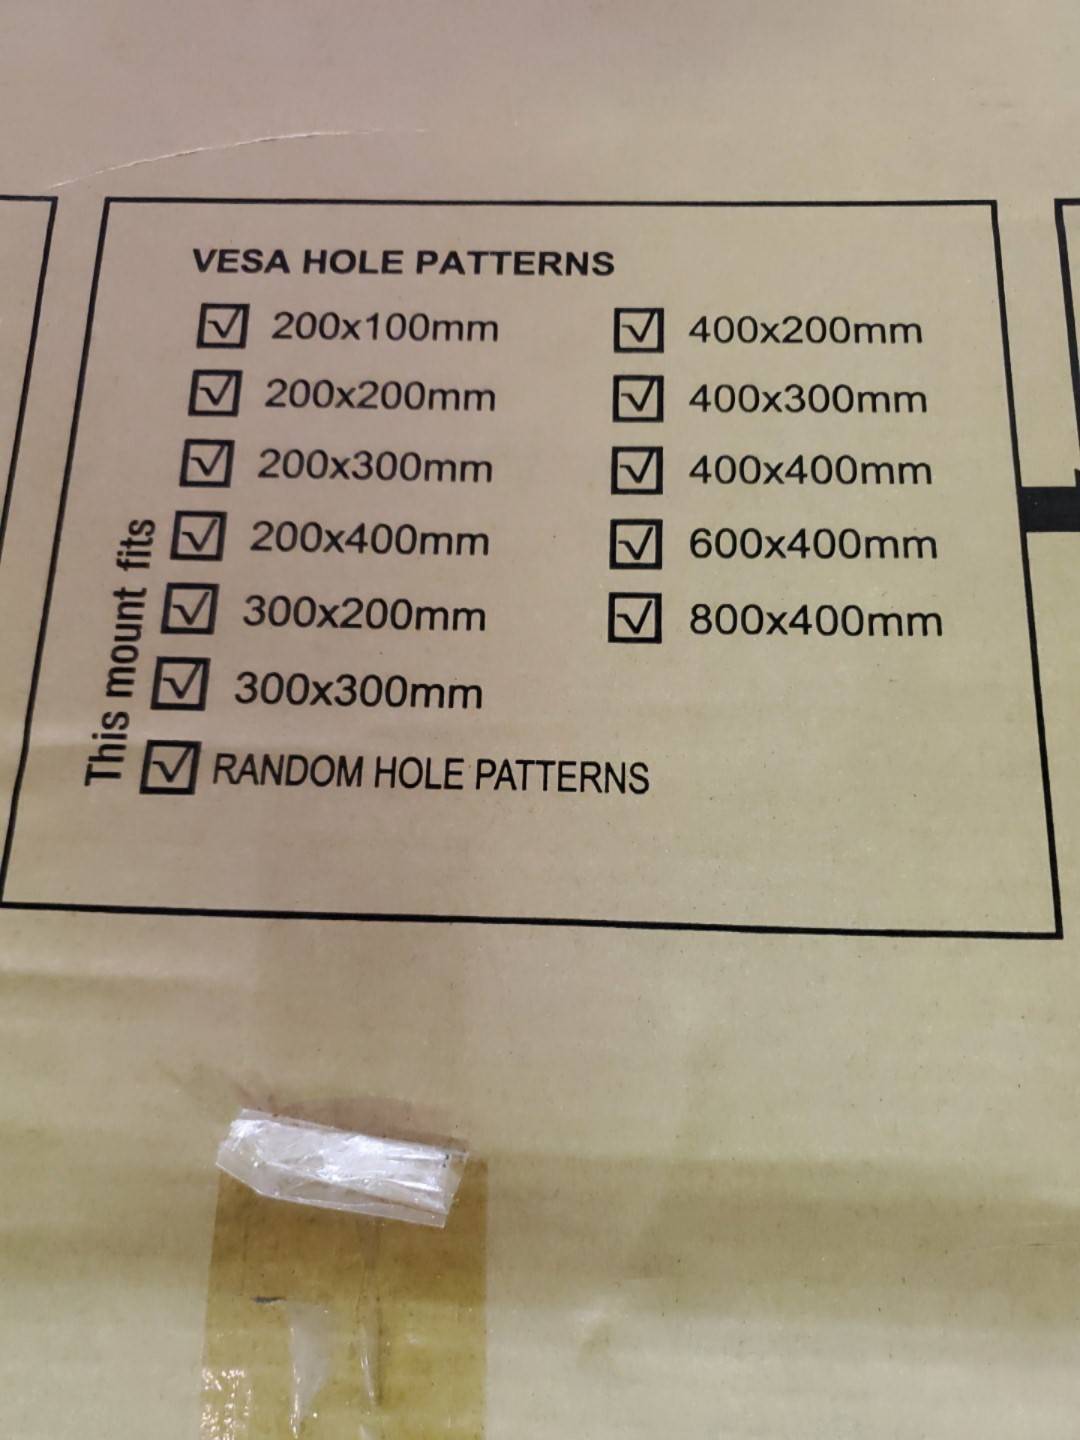 VESA HOLE PATTERNS
This mount fits
200x100mm
200x200mm
200x300mm
200x400mm
300x200mm
300x300mm
RANDOM HOLE PATTERNS
400x200mm
400x300mm
400x400mm
600x400mm
800x400mm